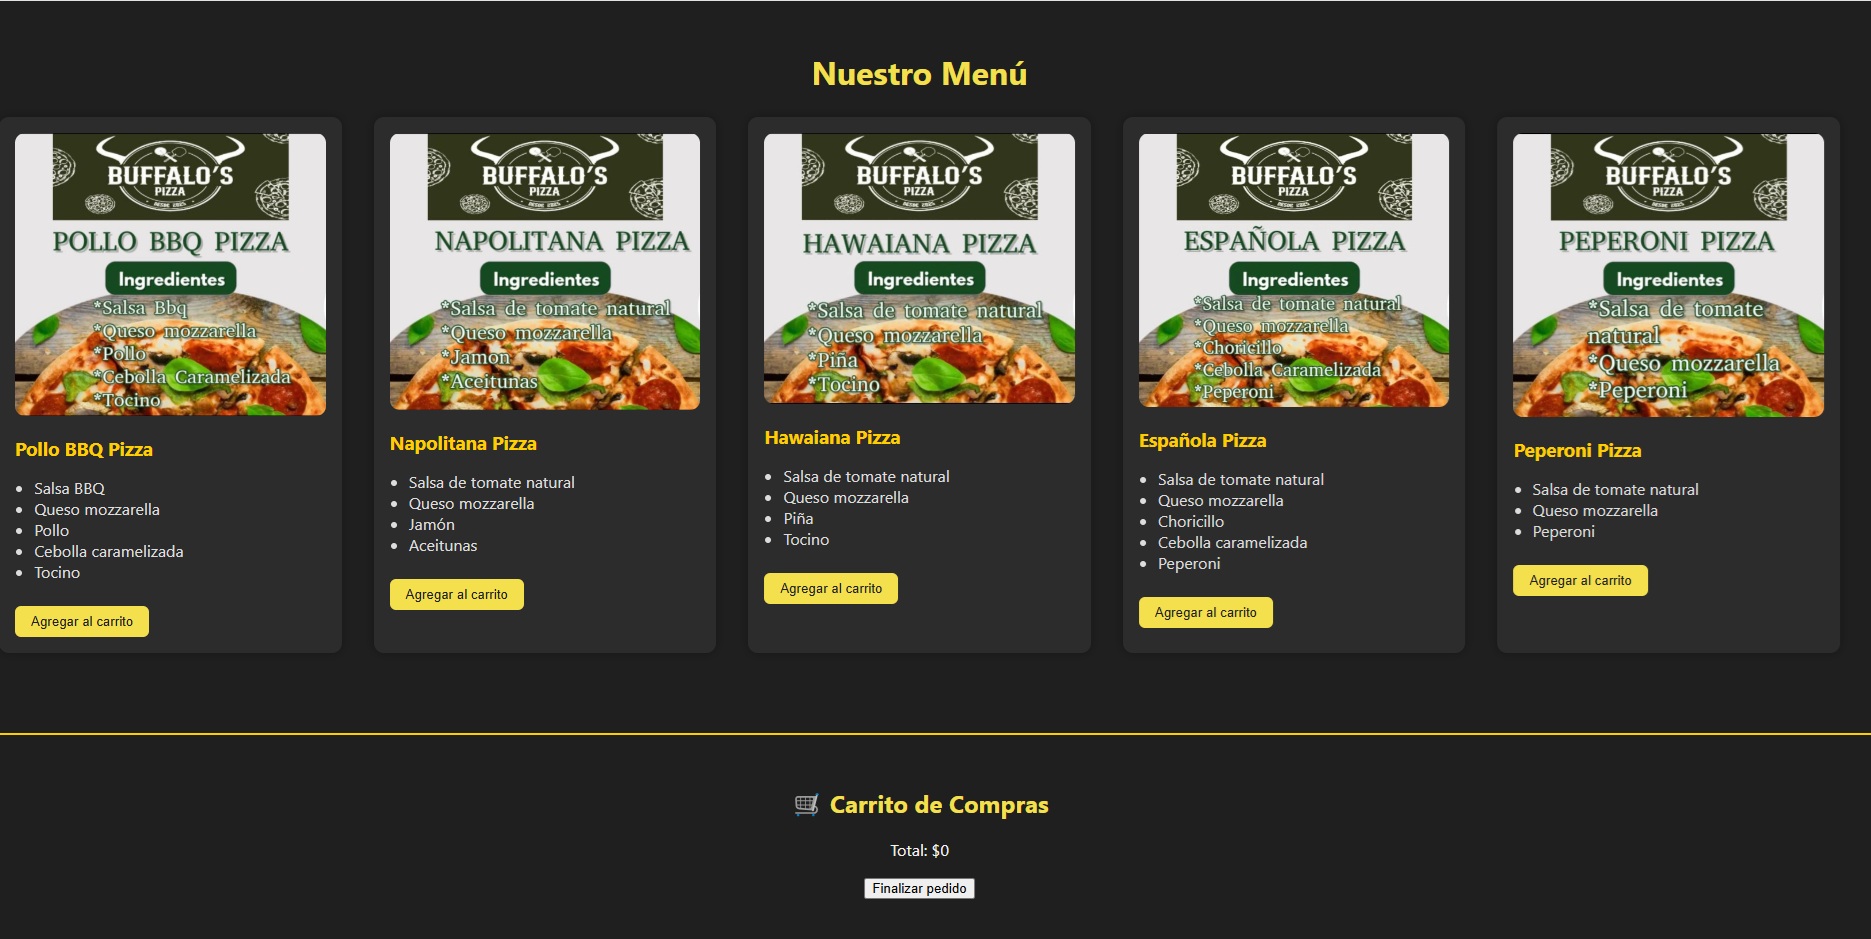 Nuestro Menú
BUFFALO'S
PIZZA
POLLO BBQ PIZZA
Ingredientes
*Salsa Bbq
*Queso mozzarella
*Pollo
*Cebolla Caramelizada
*Tocino
Pollo BBQ Pizza
Salsa BBQ
Queso mozzarella
Pollo
Cebolla caramelizada
Tocino
Agregar al carrito
BUFFALO'S
PIZZA
NAPOLITANA PIZZA
Ingredientes
*Salsa de tomate natural
*Queso mozzarella
*Jamon
*Aceitunas
Napolitana Pizza
Salsa de tomate natural
Queso mozzarella
Jamón
Aceitunas
Agregar al carrito
BUFFALO'S
PIZZA
HAWAIANA PIZZA
Ingredientes
*Salsa de tomate natural
*Queso mozzarella
*Piña
*Tocino
Hawaiana Pizza
Salsa de tomate natural
Queso mozzarella
Piña
Tocino
Agregar al carrito
BUFFALO'S
PIZZA
ESPAÑOLA PIZZA
Ingredientes
*Salsa de tomate natural
*Queso mozzarella
*Choricillo
*Cebolla Caramelizada
*Peperoni
Española Pizza
Salsa de tomate natural
Queso mozzarella
Choricillo
Cebolla caramelizada
Peperoni
Agregar al carrito
BUFFALO'S
PIZZA
PEPERONI PIZZA
Ingredientes
*Salsa de tomate
natural
*Queso mozzarella
*Peperoni
Peperoni Pizza
Salsa de tomate natural
Queso mozzarella
Peperoni
Agregar al carrito
🛒 Carrito de Compras
Total: $0
Finalizar pedido